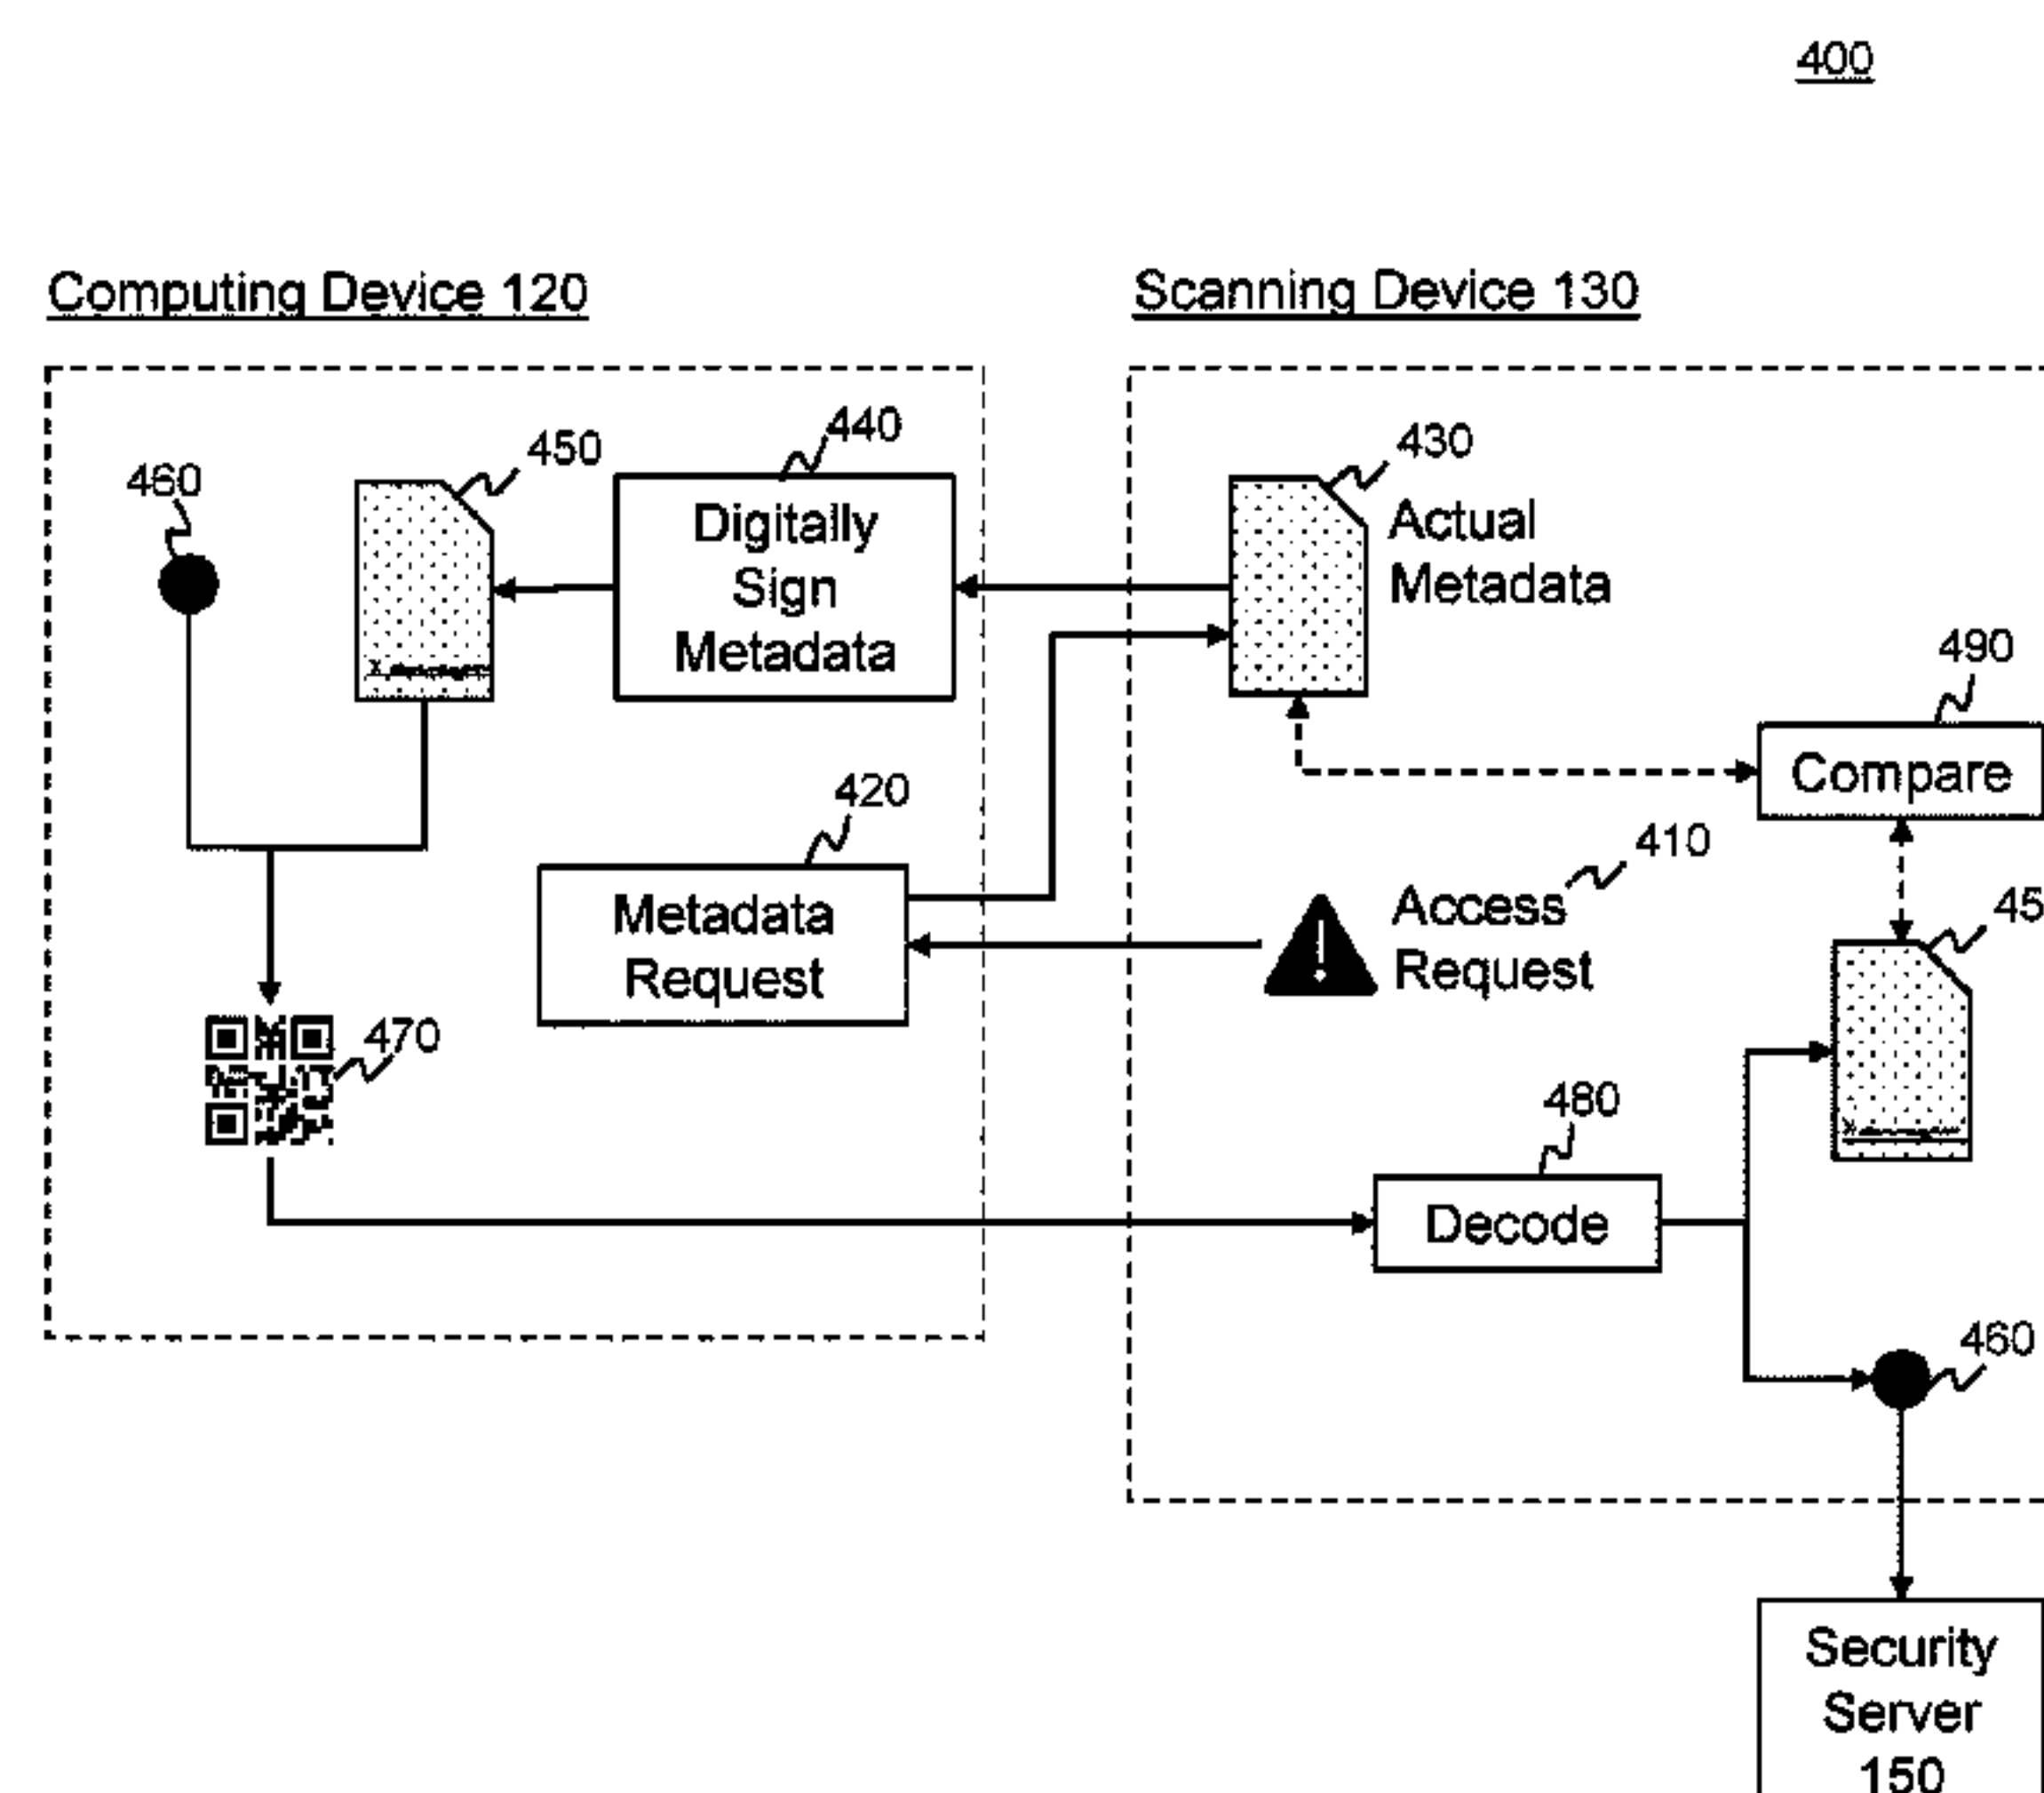 400
Computing Device 120
Scanning Device 130
440
450
460
Digitally
Sign
Metadata
430
Actual
Metadata
490
Compare
420
Metadata
Request
410
Access
Request
45
470
480
Decode
460
Security
Server
150